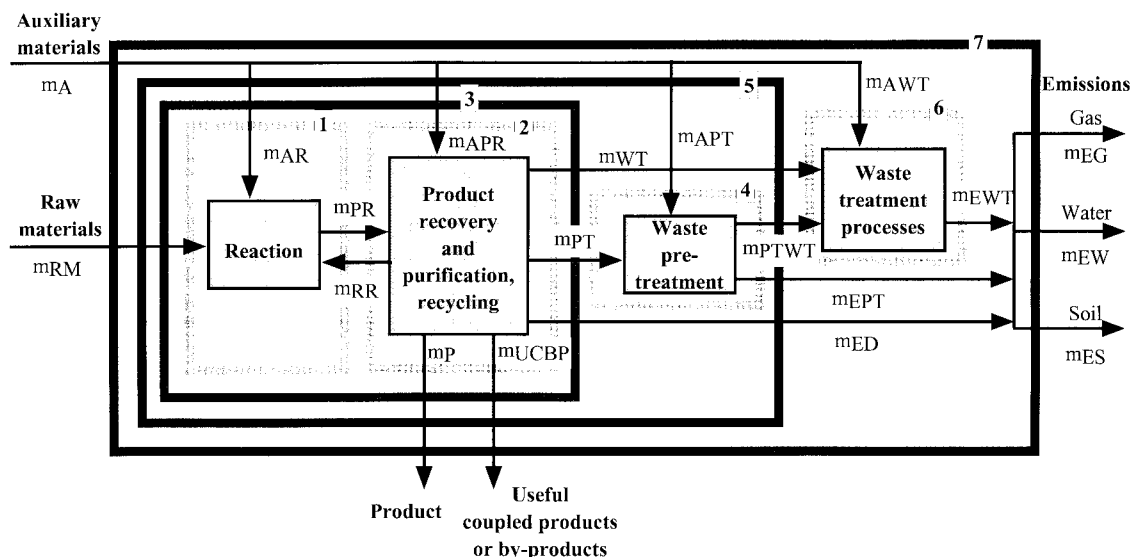 Auxiliary
materials
mA
7
5
3
1
2
6
4
mAR
mAPR
mAPT
mAWT
Emissions
Gas
mEG
Water
mEW
Soil
mES
Raw
materials
mRM
Reaction
mPR
mRR
Product
recovery
and
purification,
recycling
mWT
mPT
Waste
pre-
treatment
mPTWT
Waste
treatment
processes
mEWT
mEPT
mED
mP
mUCBP
Product
Useful
coupled products
or by-products